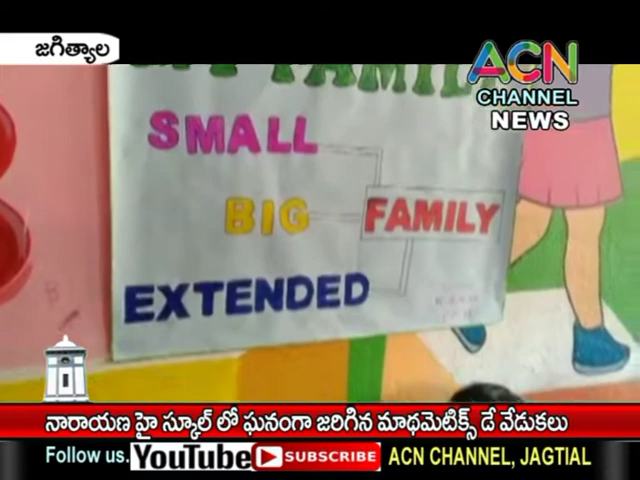 జగిత్యాల
ACN
CHANNEL
NEWS
FAMIL
SMALL
BIG
FAMILY
EXTENDED
నారాయణ హై స్కూల్ లో ఘనంగా జరిగిన మాథమెటిక్స్ డే వేడుకలు
Follow us. YouTube SUBSCRIBE ACN CHANNEL, JAGTIAL